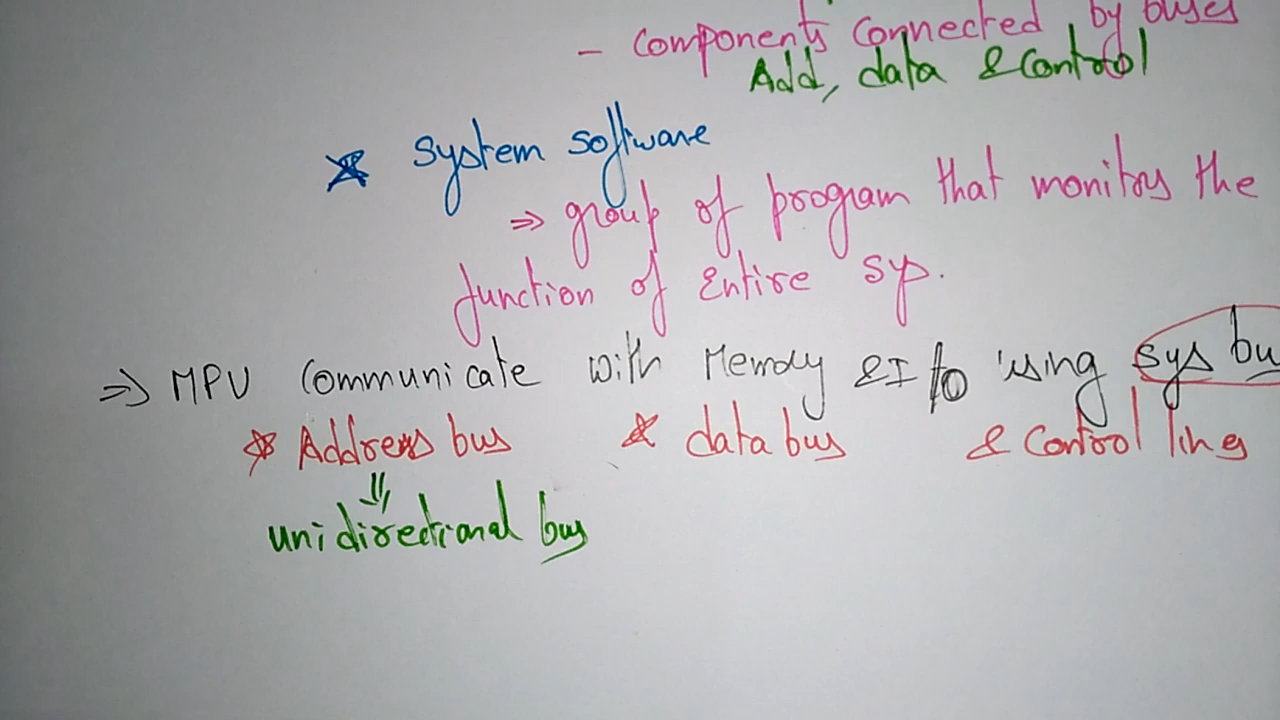 - Components connected by buses
Add, data & Control
* System software
⇒ group of program that monitors the
function of Entire sys.
⇒ MPU Communicate with Memory & I/O using sys bu
* Address bus * data bus & Control lines
⇓
unidirectional bus